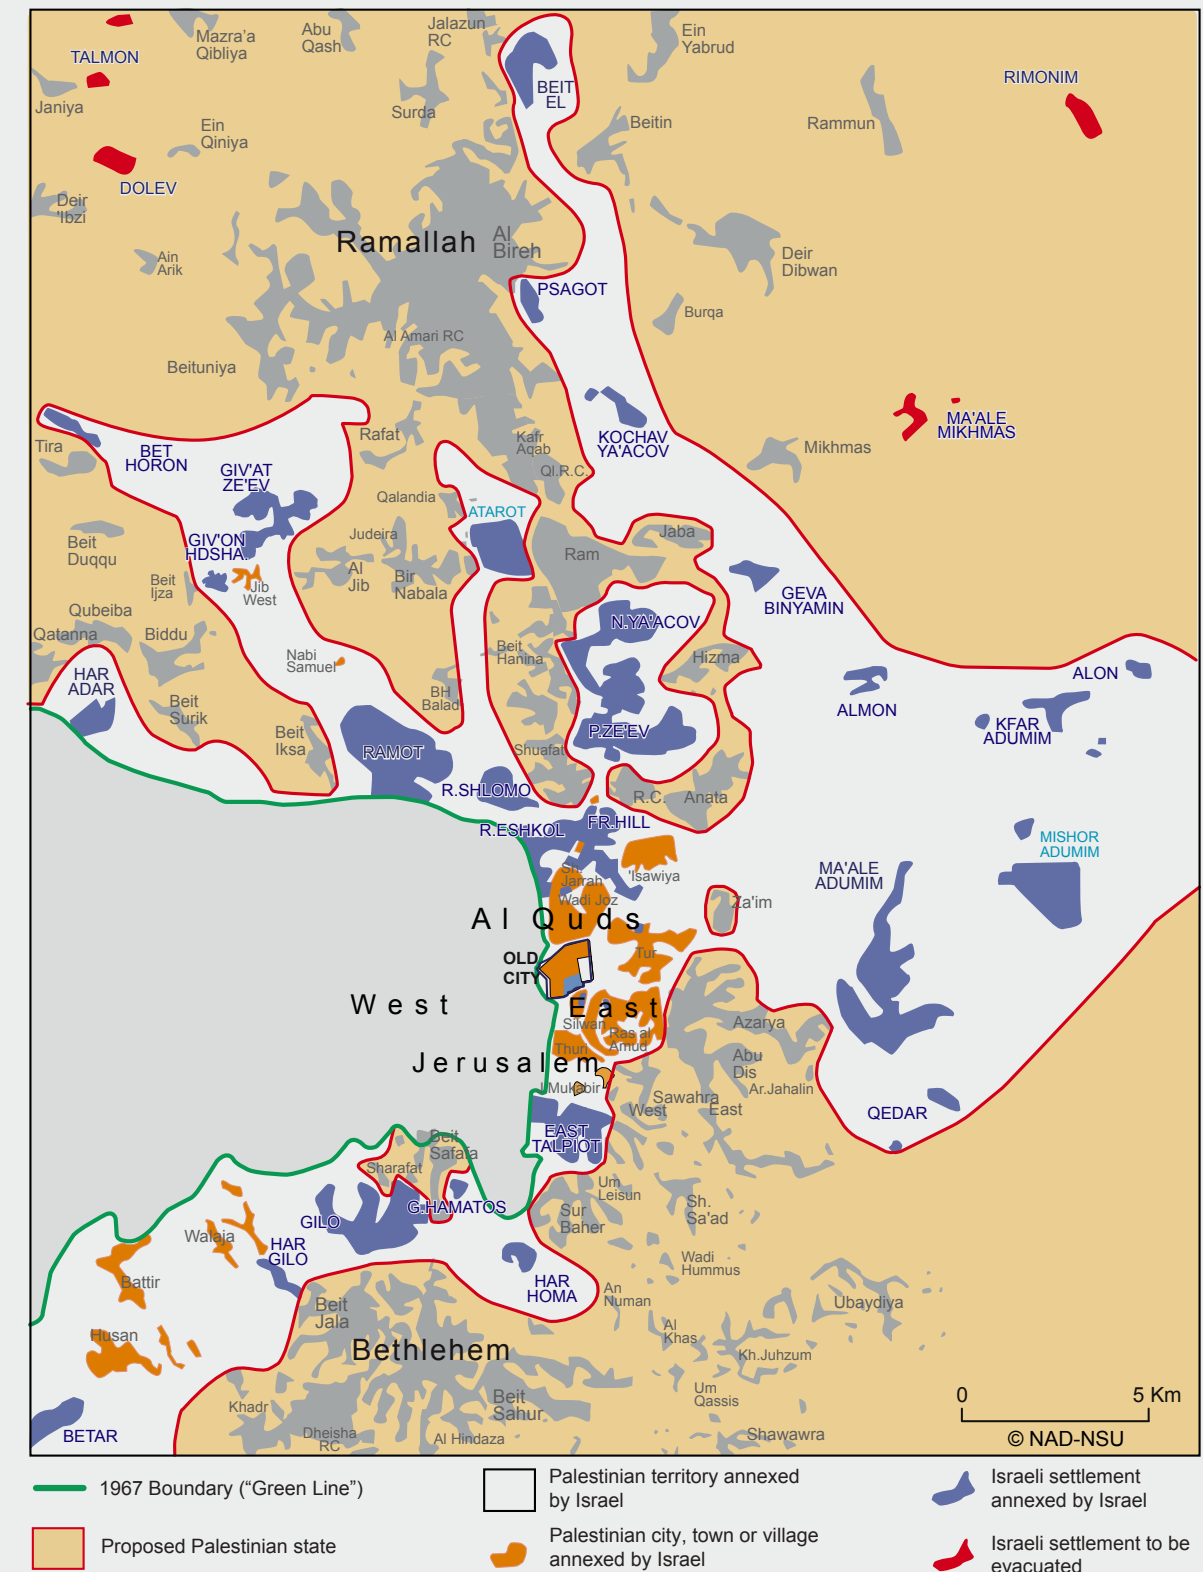 Mazra'a
Qibliya
Abu
Qash
Jalazun
RC
Ein
Yabrud
TALMON
BEIT
EL
RIMONIM
Janiya
Surda
Ein
Qiniya
Beitin
Rammun
DOLEV
Deir
'Ibzi
Ramallah
Al
Bireh
Ain
Arik
Deir
Dibwan
PSAGOT
Burqa
Al Amari RC
Beituniya
Tira
BET
HORON
Rafat
Kafr
Aqab
KOCHAV
YA'ACOV
MA'ALE
MIKHMAS
Mikhmas
GIV'AT
ZE'EV
Ql.R.C.
Qalandia
ATAROT
Beit
Duqqu
GIV'ON
HDSHA.
Judeira
Ram
Jaba
Beit
Ijza
Jib
West
Al
Jib
Bir
Nabala
GEVA
BINYAMIN
Qubeiba
Qatanna
Biddu
N.YA'ACOV
Nabi
Samuel
Beit
Hanina
Hizma
HAR
ADAR
BH
Balad
ALMON
ALON
Beit
Surik
Beit
Iksa
RAMOT
Shuafat
P.ZE'EV
KFAR
ADUMIM
R.SHLOMO
R.C.
Anata
R.ESHKOL
FR.HILL
MISHOR
ADUMIM
Sh.
Jarrah
'Isawiya
MA'ALE
ADUMIM
Wadi Joz
Za'im
Al Quds
OLD
CITY
Tur
West
East
Silwan
Ras al
Amud
Azarya
Thuri
Abu
Dis
Jerusalem
J.Mukabir
Ar.Jahalin
Sawahra
West
East
QEDAR
EAST
TALPIOT
Beit
Safafa
Sharafat
Um
Leisun
G.HAMATOS
Sur
Baher
Sh.
Sa'ad
GILO
Walaja
HAR
GILO
Wadi
Hummus
Battir
HAR
HOMA
An
Numan
Ubaydiya
Beit
Jala
Husan
Al
Khas
Bethlehem
Kh.Juhzum
Um
Qassis
Beit
Sahur
0 5 Km
Khadr
BETAR
Dheisha
RC
Al Hindaza
Shawawra
© NAD-NSU
1967 Boundary (“Green Line”)
Palestinian territory annexed
by Israel
Israeli settlement
annexed by Israel
Proposed Palestinian state
Palestinian city, town or village
annexed by Israel
Israeli settlement to be
evacuated